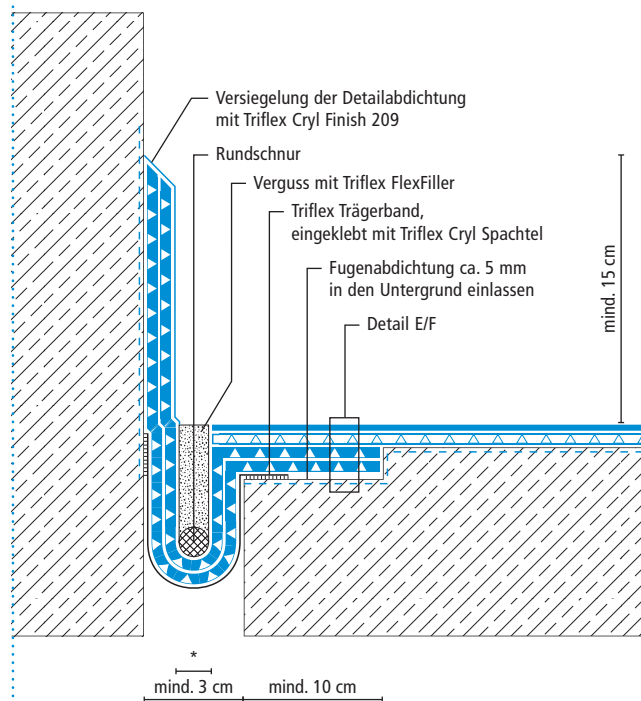 Versiegelung der Detailabdichtung
mit Triflex Cryl Finish 209
Rundschnur
Verguss mit Triflex FlexFiller
Triflex Trägerband,
eingeklebt mit Triflex Cryl Spachtel
Fugenabdichtung ca. 5 mm
in den Untergrund einlassen
Detail E/F
mind. 15 cm
*
mind. 3 cm
mind. 10 cm